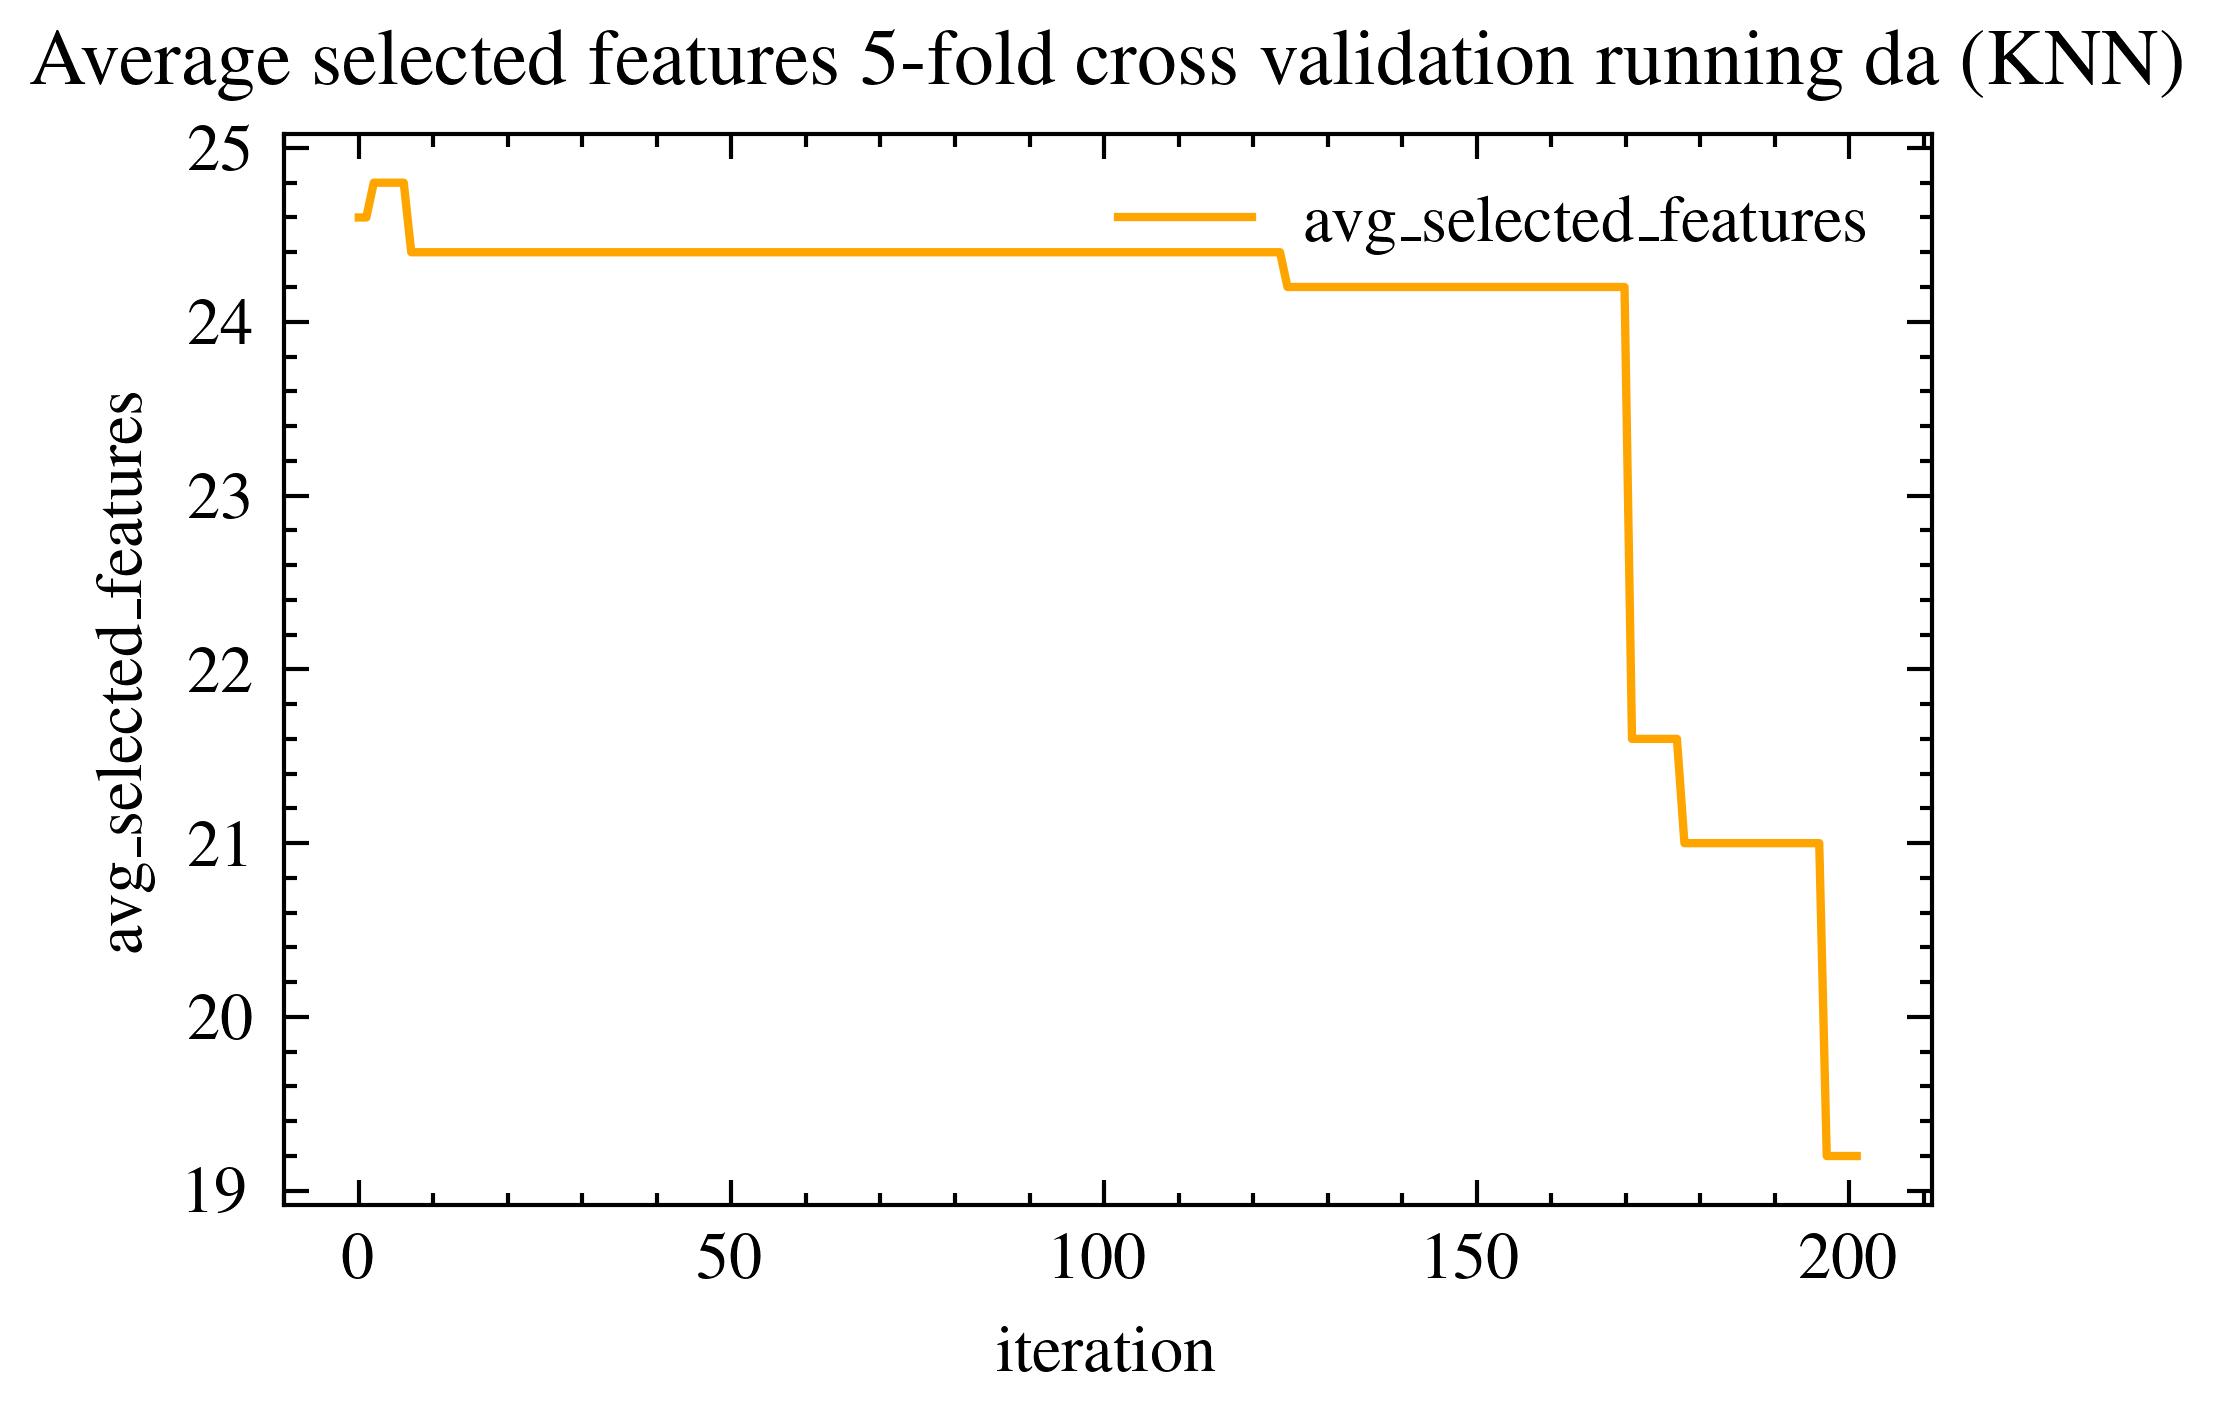 Average selected features 5-fold cross validation running da (KNN)
25
24
23
22
21
20
19
avg_selected_features
avg_selected_features
0 50 100 150 200
iteration